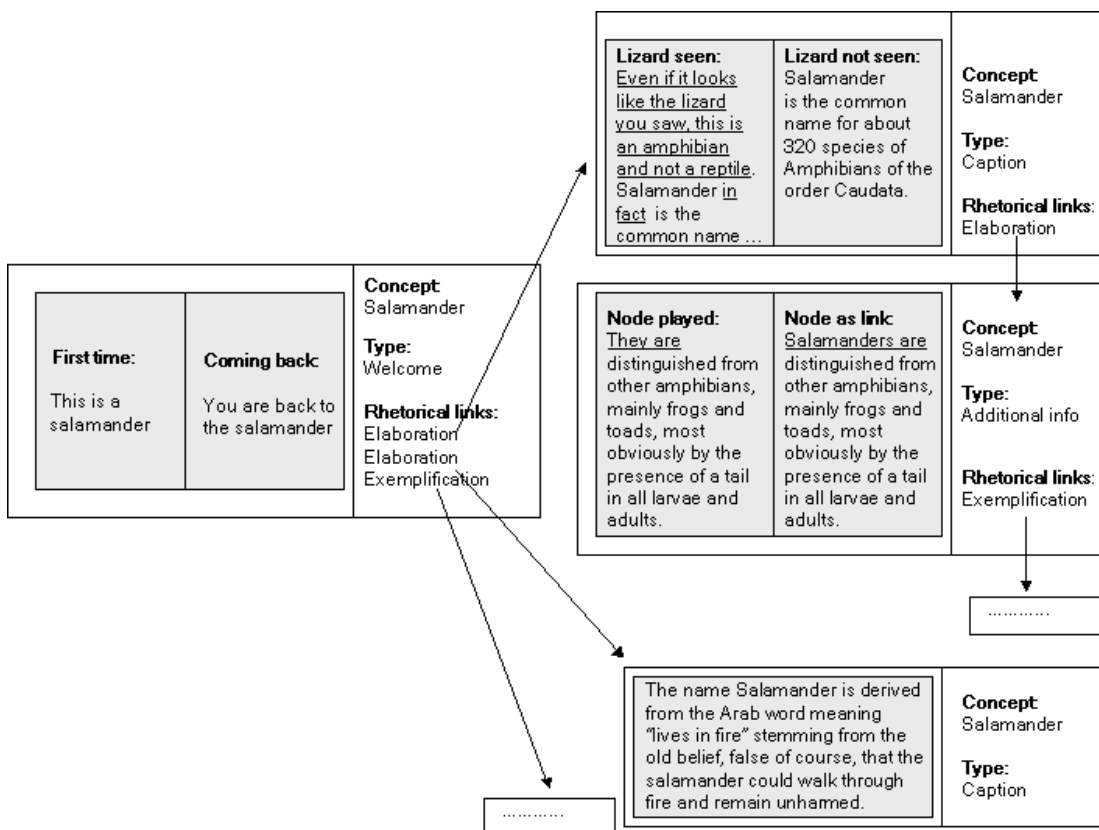 First time:
This is a
salamander
Coming back:
You are back to
the salamander
Concept:
Salamander
Type:
Welcome
Rhetorical links:
Elaboration
Elaboration
Exemplification
Lizard seen:
Even if it looks
like the lizard
you saw, this is
an amphibian
and not a reptile.
Salamander in
fact is the
common name ...
Lizard not seen:
Salamander
is the common
name for about
320 species of
Amphibians of the
order Caudata.
Concept:
Salamander
Type:
Caption
Rhetorical links:
Elaboration
Node played:
They are
distinguished from
other amphibians,
mainly frogs and
toads, most
obviously by the
presence of a tail
in all larvae and
adults.
Node as link:
Salamanders are
distinguished from
other amphibians,
mainly frogs and
toads, most
obviously by the
presence of a tail
in all larvae and
adults.
Concept:
Salamander
Type:
Additional info
Rhetorical links:
Exemplification
............
The name Salamander is derived
from the Arab word meaning
"lives in fire" stemming from the
old belief, false of course, that the
salamander could walk through
fire and remain unharmed.
Concept:
Salamander
Type:
Caption
............